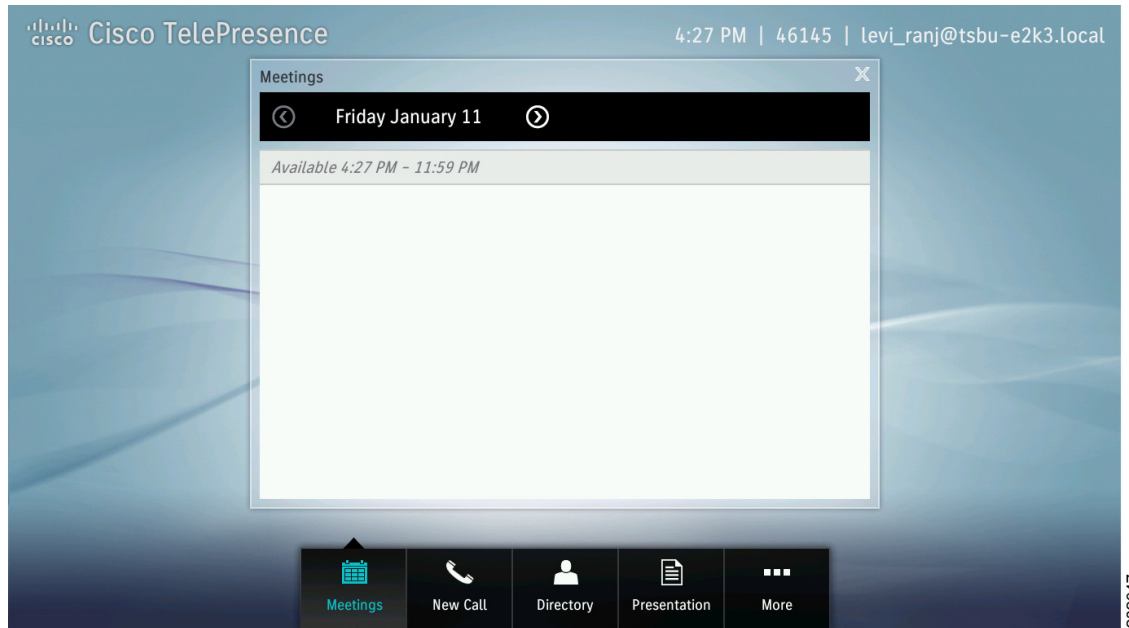 cisco Cisco TelePresence
4:27 PM | 46145 | levi_ranj@tsbu-e2k3.local
Meetings
X
Friday January 11
Available 4:27 PM - 11:59 PM
Meetings
New Call
Directory
Presentation
More